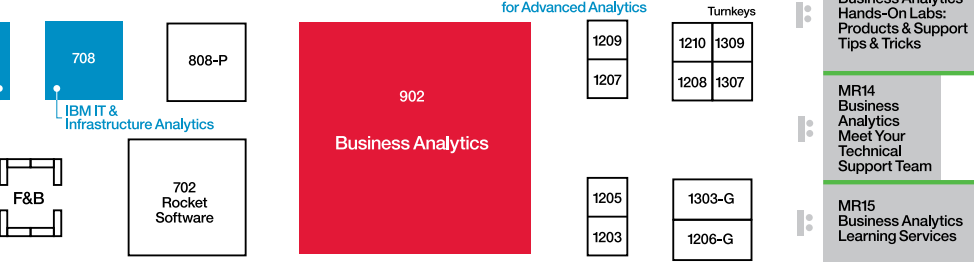 for Advanced Analytics
Turnkeys
708
808-P
IBM IT &
Infrastructure Analytics
F&B
702
Rocket
Software
902
Business Analytics
1209
1207
1210
1309
1208
1307
1205
1203
1303-G
1206-G
Business Analytics
Hands-On Labs:
Products & Support
Tips & Tricks
MR14
Business
Analytics
Meet Your
Technical
Support Team
MR15
Business Analytics
Learning Services